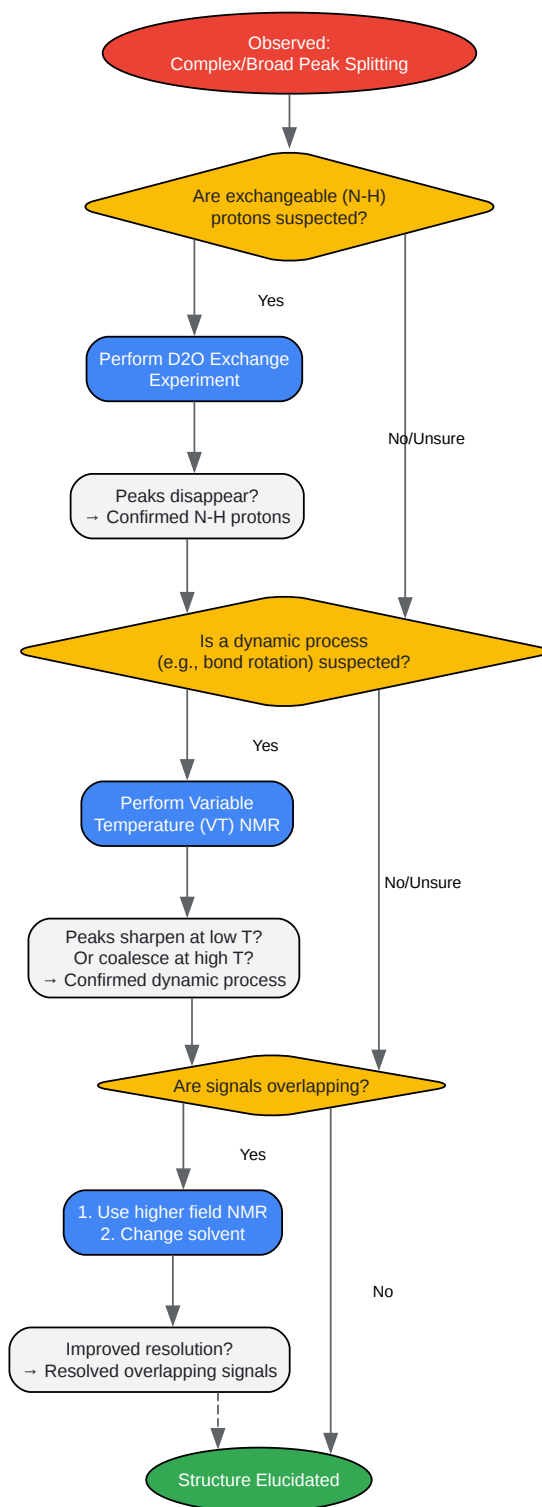 Observed:
Complex/Broad Peak Splitting
Are exchangeable (N-H)
protons suspected?
Yes
Perform D2O Exchange
Experiment
No/Unsure
Peaks disappear?
→ Confirmed N-H protons
Is a dynamic process
(e.g., bond rotation) suspected?
Yes
Perform Variable
Temperature (VT) NMR
No/Unsure
Peaks sharpen at low T?
Or coalesce at high T?
→ Confirmed dynamic process
Are signals overlapping?
Yes
1. Use higher field NMR
2. Change solvent
No
Improved resolution?
→ Resolved overlapping signals
Structure Elucidated